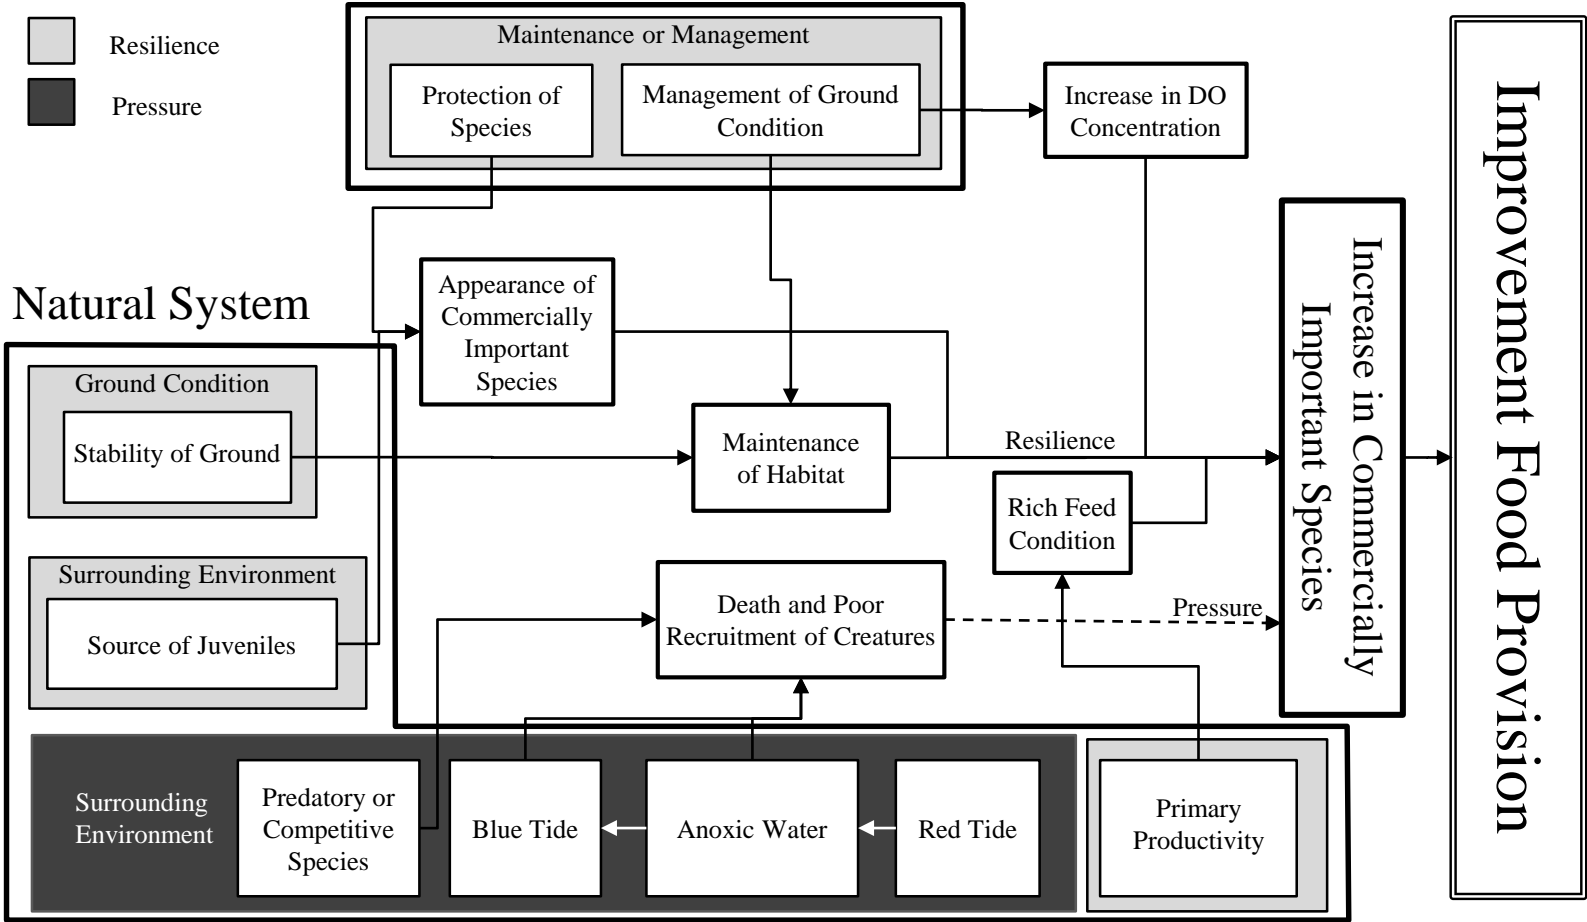 Resilience
Pressure
Maintenance or Management
Protection of
Species
Management of Ground
Condition
Increase in DO
Concentration
Natural System
Appearance of
Commercially
Important
Species
Ground Condition
Stability of Ground
Maintenance
of Habitat
Resilience
Rich Feed
Condition
Surrounding Environment
Source of Juveniles
Death and Poor
Recruitment of Creatures
Pressure
Increase in Commercially
Important Species
Improvement Food Provision
Surrounding
Environment
Predatory or
Competitive
Species
Blue Tide
Anoxic Water
Red Tide
Primary
Productivity